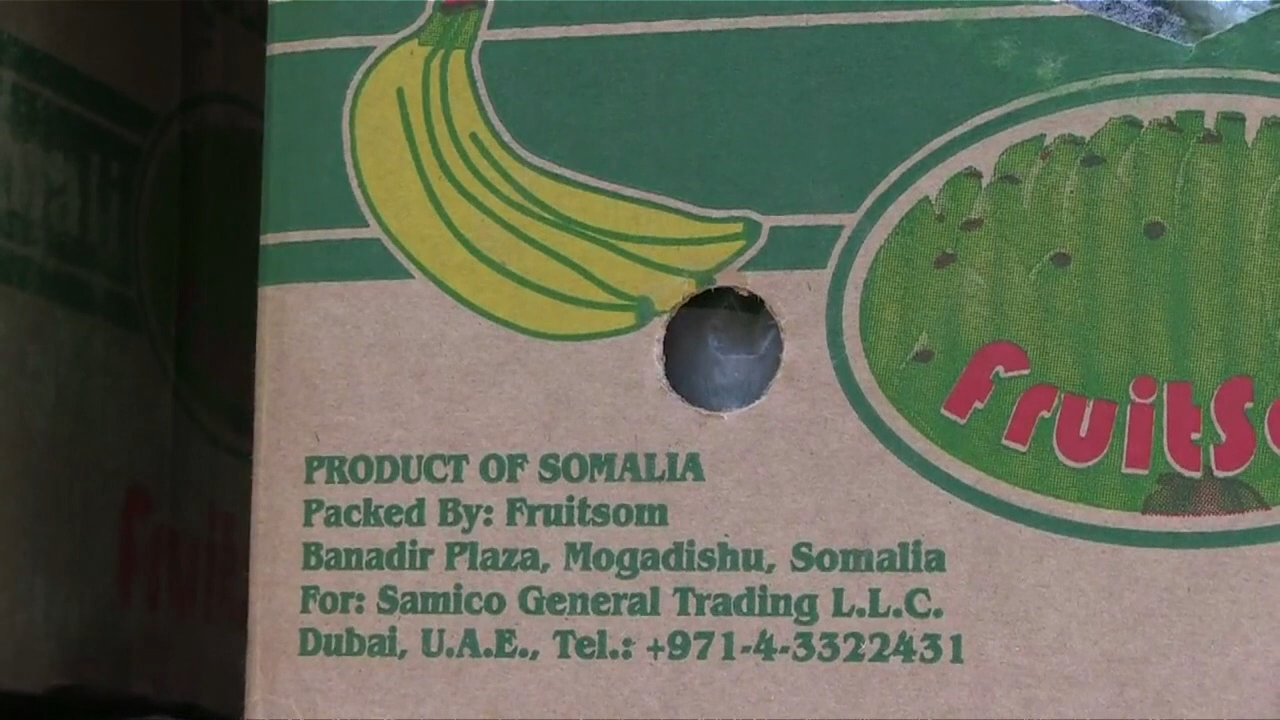 FruitS
PRODUCT OF SOMALIA
Packed By: Fruitsom
Banadir Plaza, Mogadishu, Somalia
For: Samico General Trading L.L.C.
Dubai, U.A.E., Tel.: +971-4-3322431